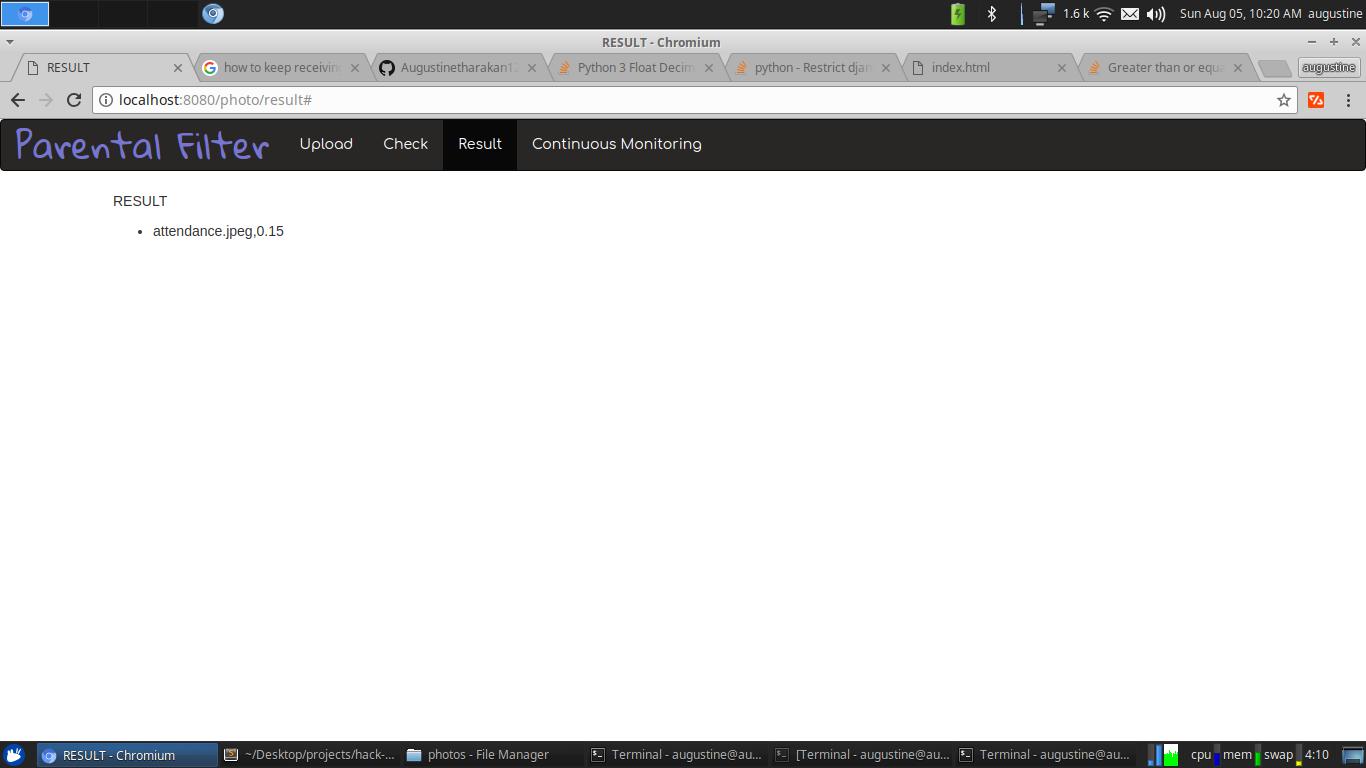 1.6 k
Sun Aug 05, 10:20 AM augustine
RESULT - Chromium
RESULT
how to keep receivin
Augustinetharakan12
Python 3 Float Decim
python - Restrict djan
index.html
Greater than or equa
augustine
localhost:8080/photo/result#
Parental Filter
Upload
Check
Result
Continuous Monitoring
RESULT
• attendance.jpeg,0.15
RESULT - Chromium
~/Desktop/projects/hack-...
photos - File Manager
Terminal - augustine@au...
[Terminal - augustine@au...
Terminal - augustine@au...
cpu
mem
swap
4:10